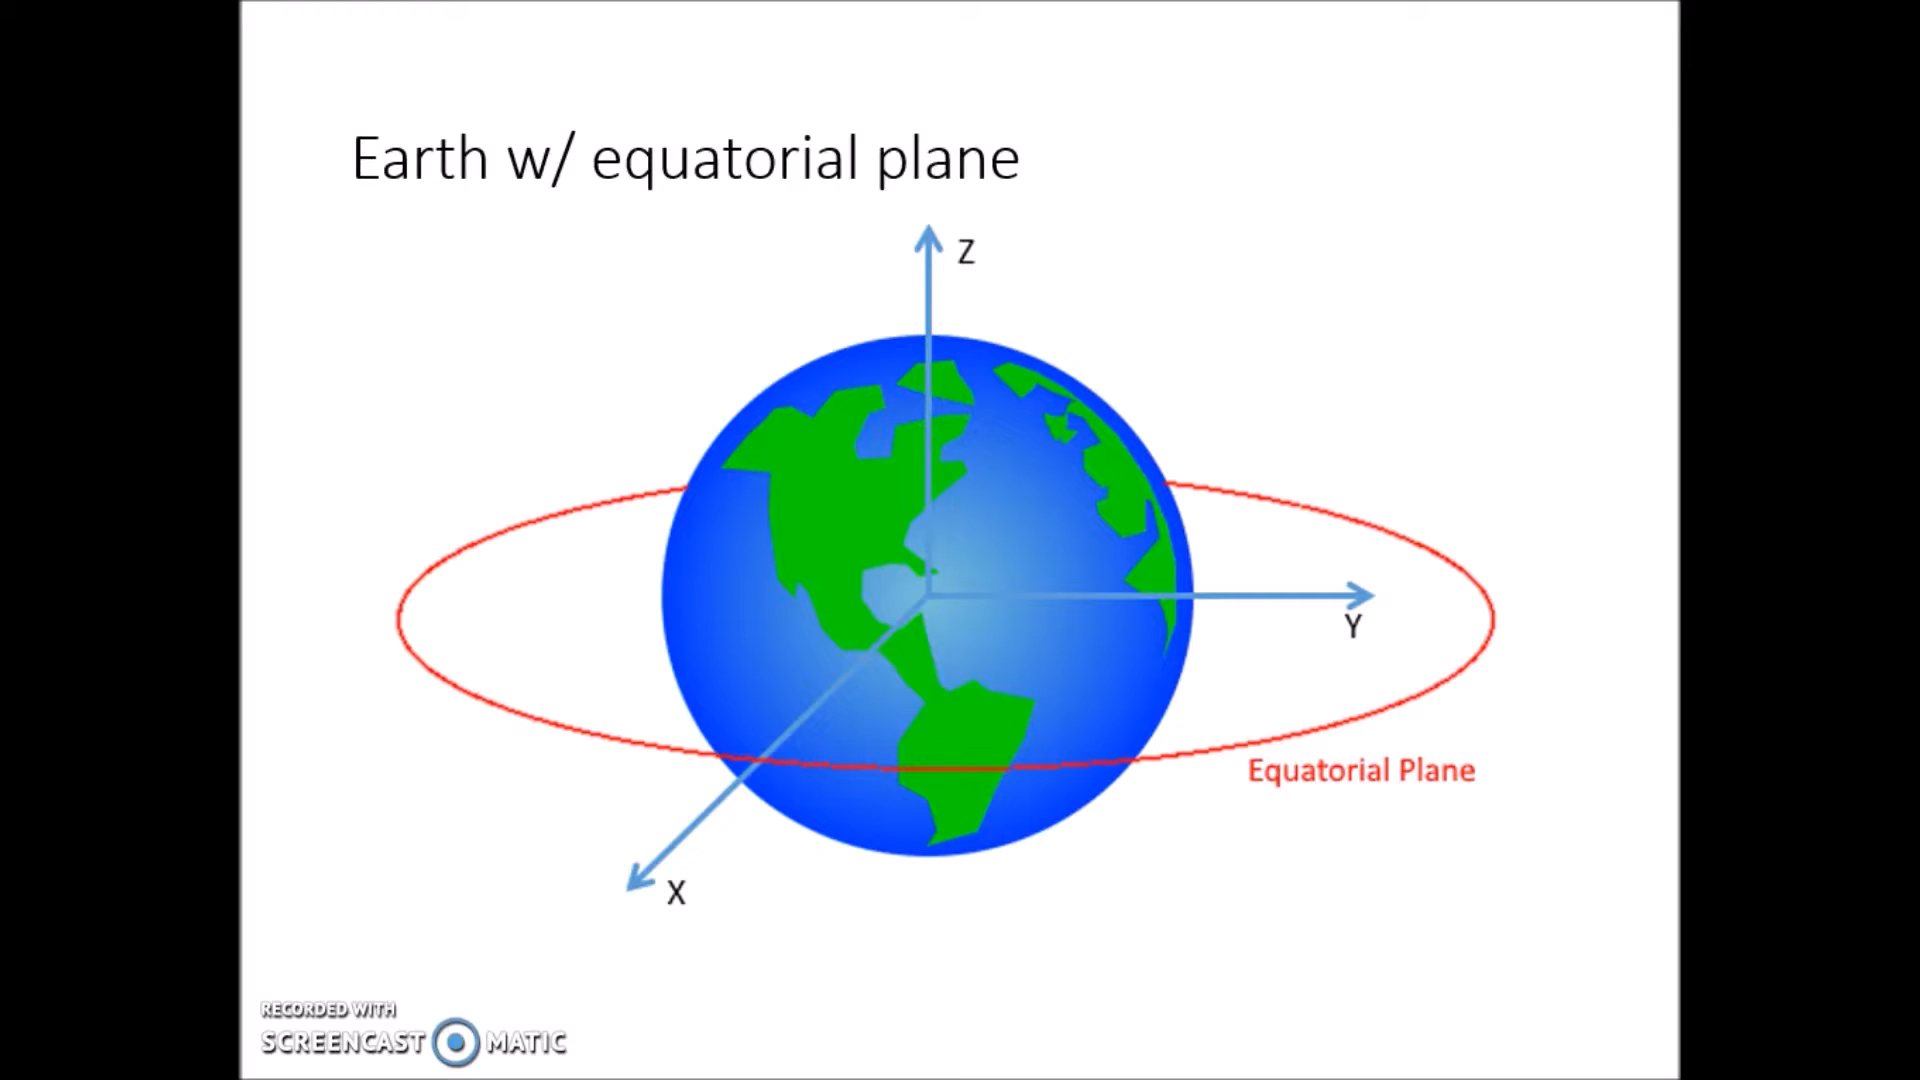 Earth w/ equatorial plane
Z
Y
Equatorial Plane
X
RECORDED WITH
SCREENCAST MATIC